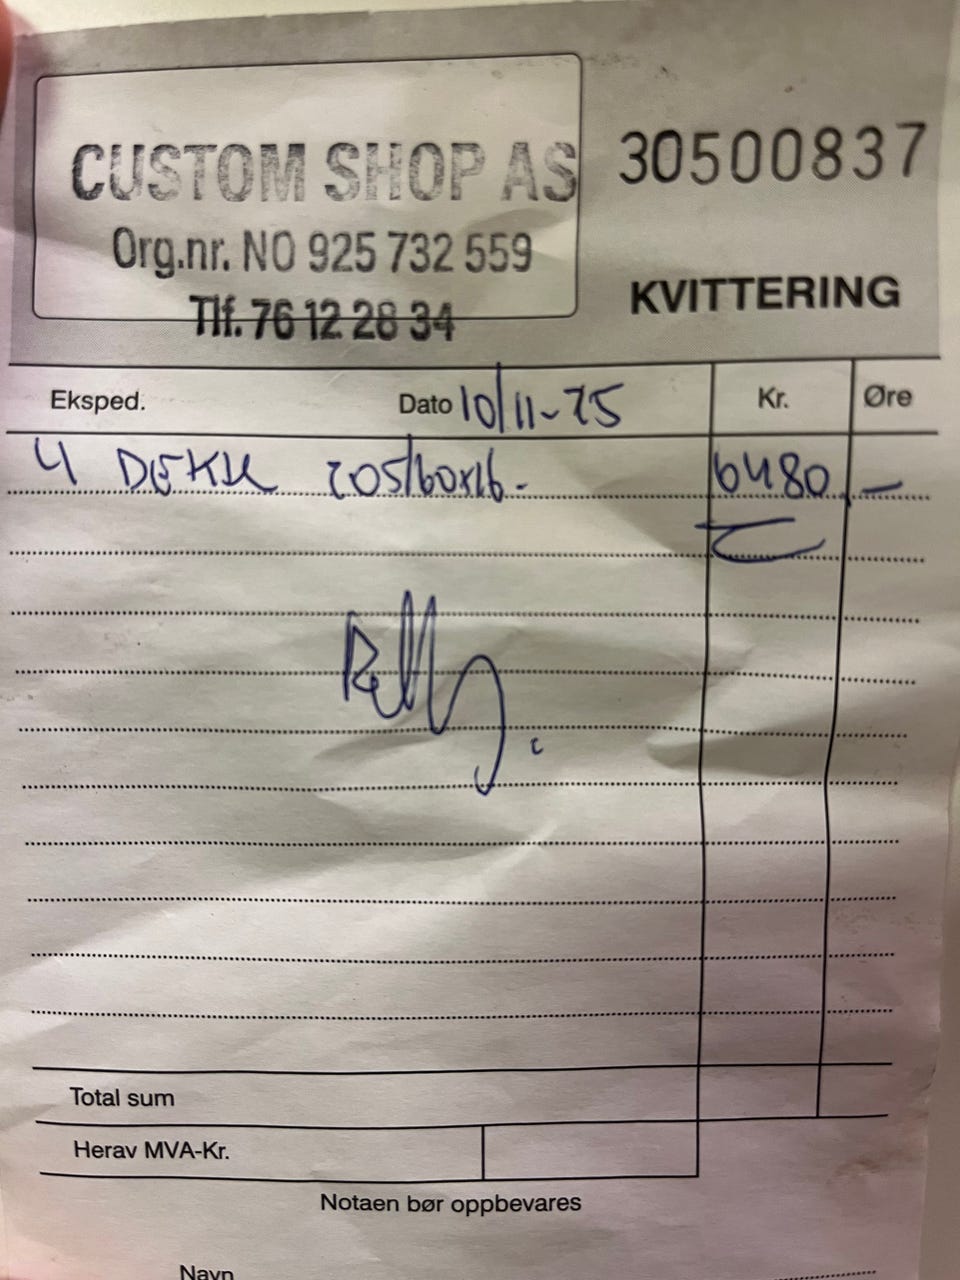 CUSTOM SHOP AS
Org.nr. NO 925 732 559
Tlf. 76 12 28 34
30500837
KVITTERING
Eksped. Dato 10/11-25 Kr. Øre
4 DEKK 205/60x16. 6480,-
Total sum
Herav MVA-Kr.
Notaen bør oppbevares
Navn